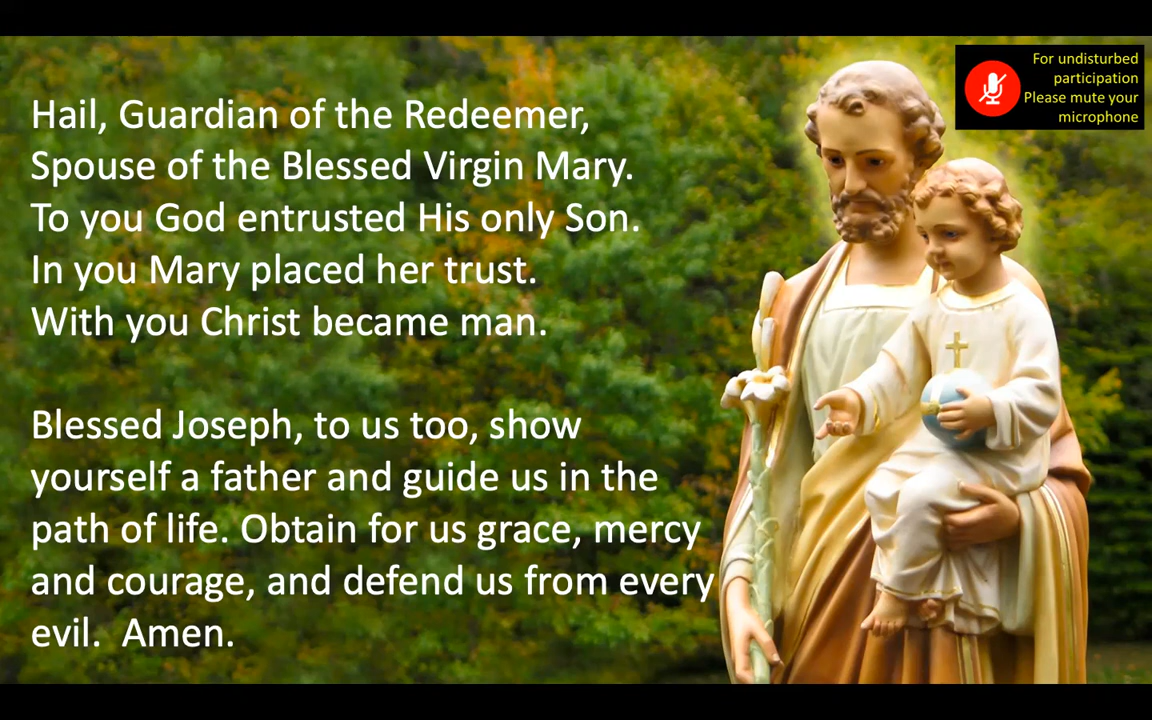 Hail, Guardian of the Redeemer,
Spouse of the Blessed Virgin Mary.
To you God entrusted His only Son.
In you Mary placed her trust.
With you Christ became man.
Blessed Joseph, to us too, show
yourself a father and guide us in the
path of life. Obtain for us grace, mercy
and courage, and defend us from every
evil.  Amen.
For undisturbed
participation
Please mute your
microphone